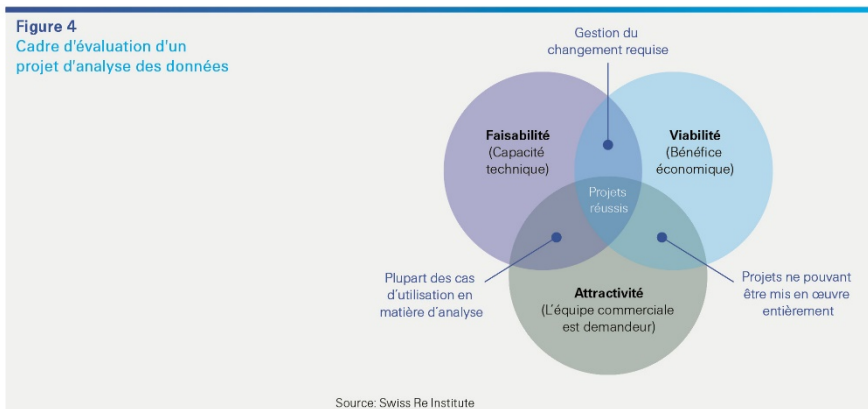 Figure 4
Cadre d'évaluation d'un
projet d'analyse des données
Gestion du
changement requise
Faisabilité
(Capacité
technique)
Viabilité
(Bénéfice
économique)
Projets
réussis
Plupart des cas
d'utilisation en
matière d'analyse
Attractivité
(L'équipe commerciale
est demandeur)
Projets ne pouvant
être mis en œuvre
entièrement
Source: Swiss Re Institute